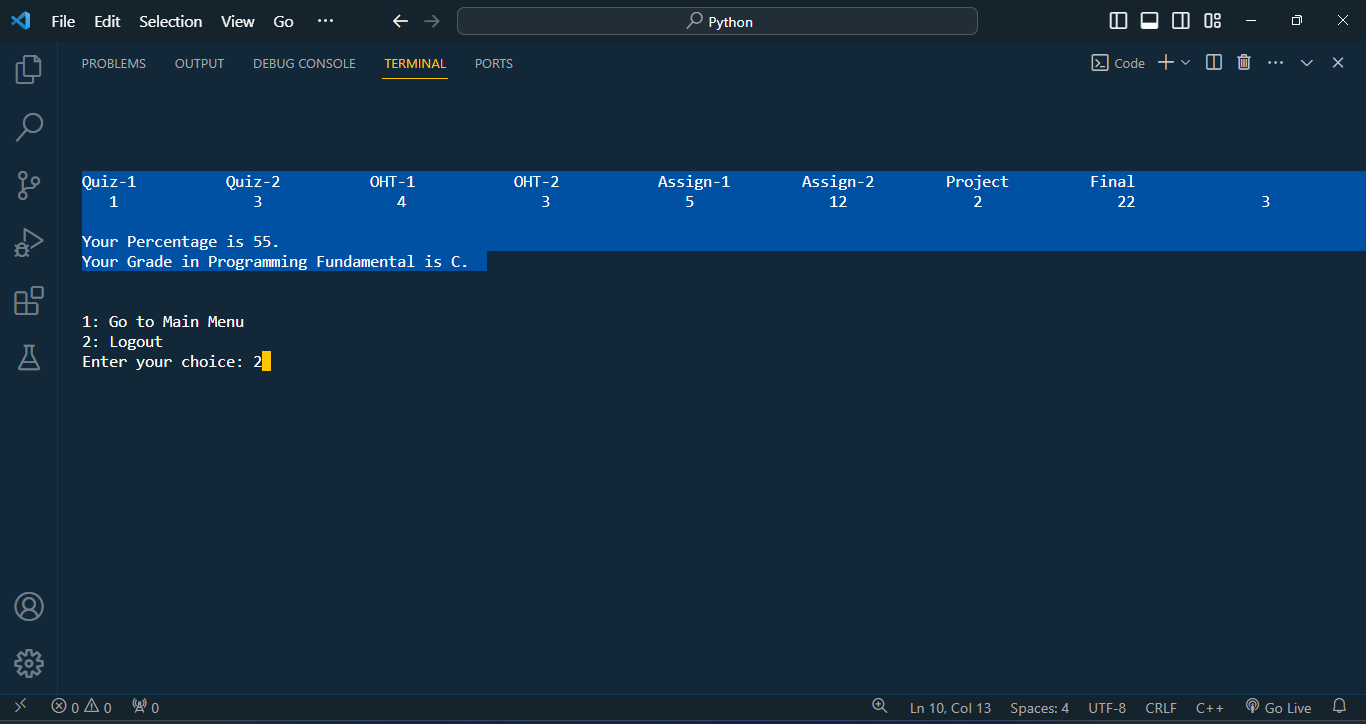 File Edit Selection View Go ··· Python
PROBLEMS OUTPUT DEBUG CONSOLE TERMINAL PORTS Code
Quiz-1 Quiz-2 OHT-1 OHT-2 Assign-1 Assign-2 Project Final
1 3 4 3 5 12 2 22 3
Your Percentage is 55.
Your Grade in Programming Fundamental is C.
1: Go to Main Menu
2: Logout
Enter your choice: 2
0 0 0 Ln 10, Col 13 Spaces: 4 UTF-8 CRLF C++ Go Live